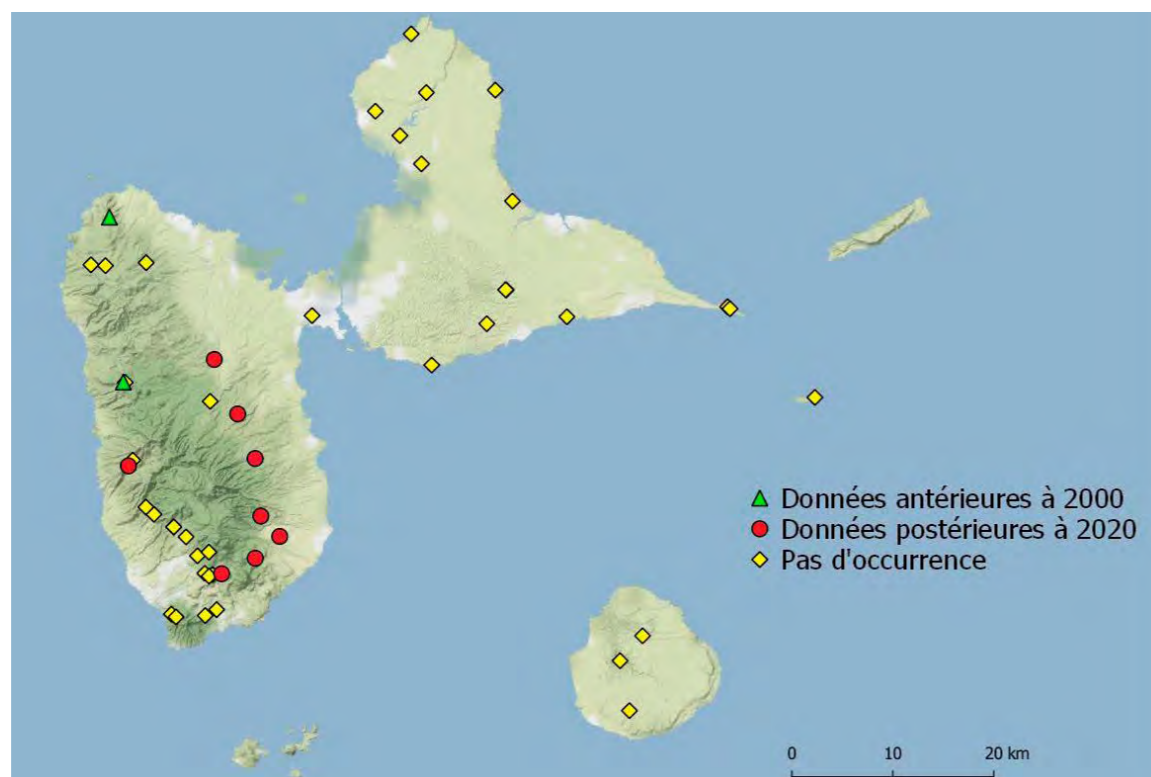 Données antérieures à 2000
Données postérieures à 2020
Pas d'occurrence
0 10 20 km